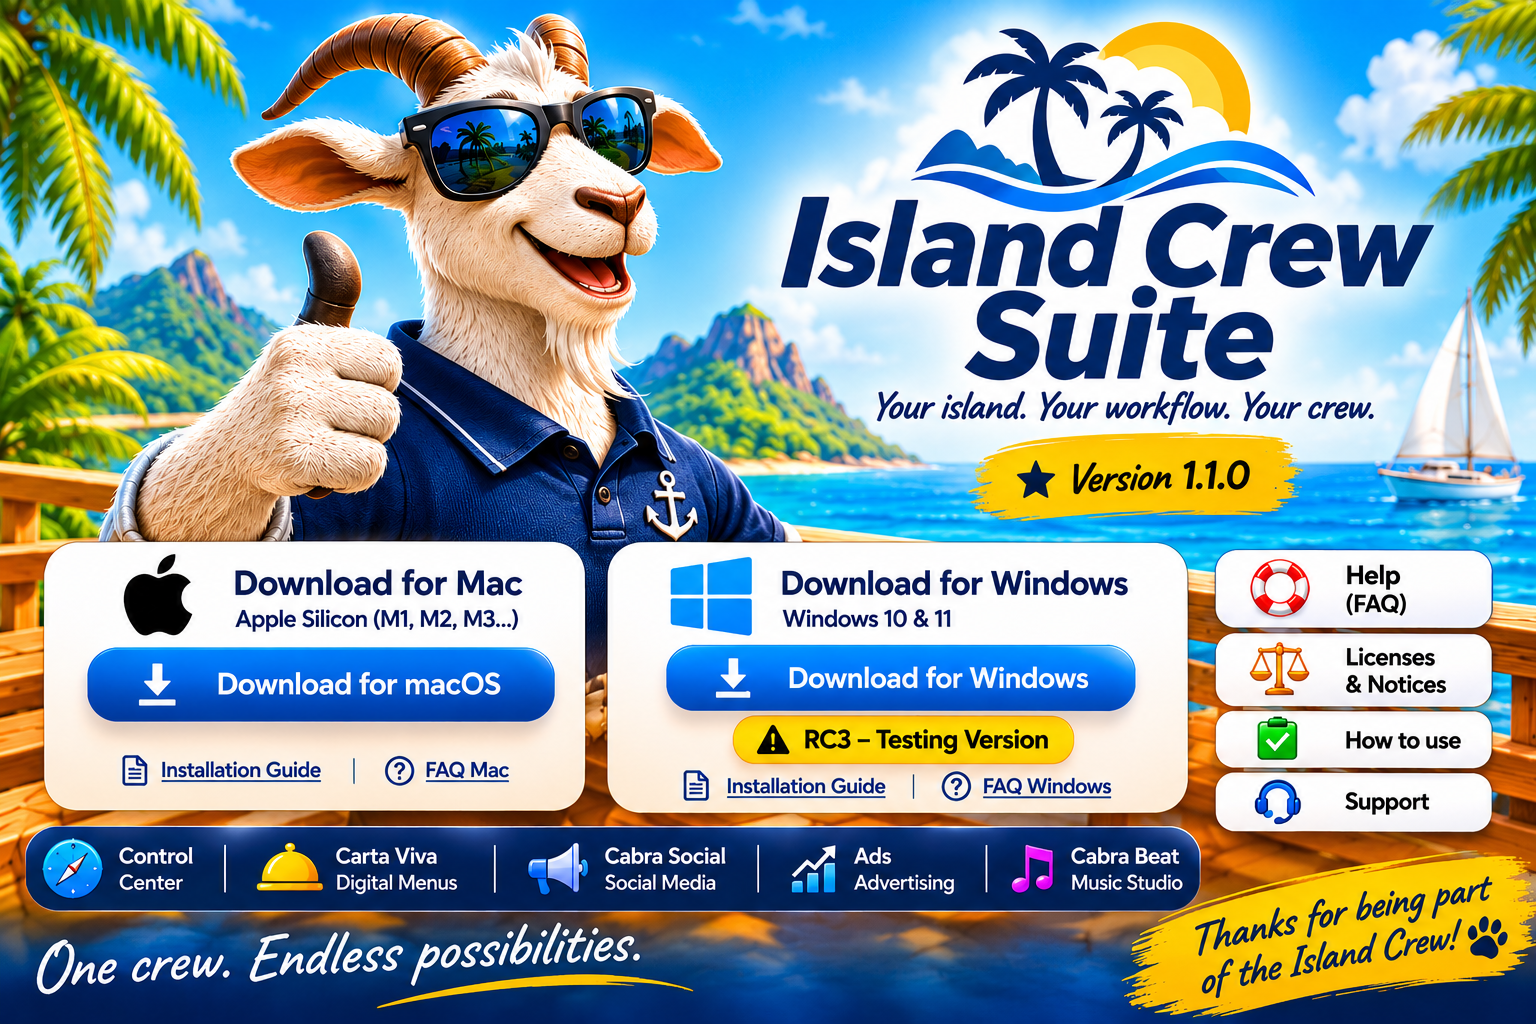 Island Crew
Suite
Your island. Your workflow. Your crew.
Version 1.1.0
Download for Mac
Apple Silicon (M1, M2, M3...)
Download for macOS
Installation Guide
FAQ Mac
Download for Windows
Windows 10 & 11
Download for Windows
RC3 – Testing Version
Installation Guide
FAQ Windows
Help
(FAQ)
Licenses
& Notices
How to use
Support
Control
Center
Carta Viva
Digital Menus
Cabra Social
Social Media
Ads
Advertising
Cabra Beat
Music Studio
One crew. Endless possibilities.
Thanks for being part
of the Island Crew!